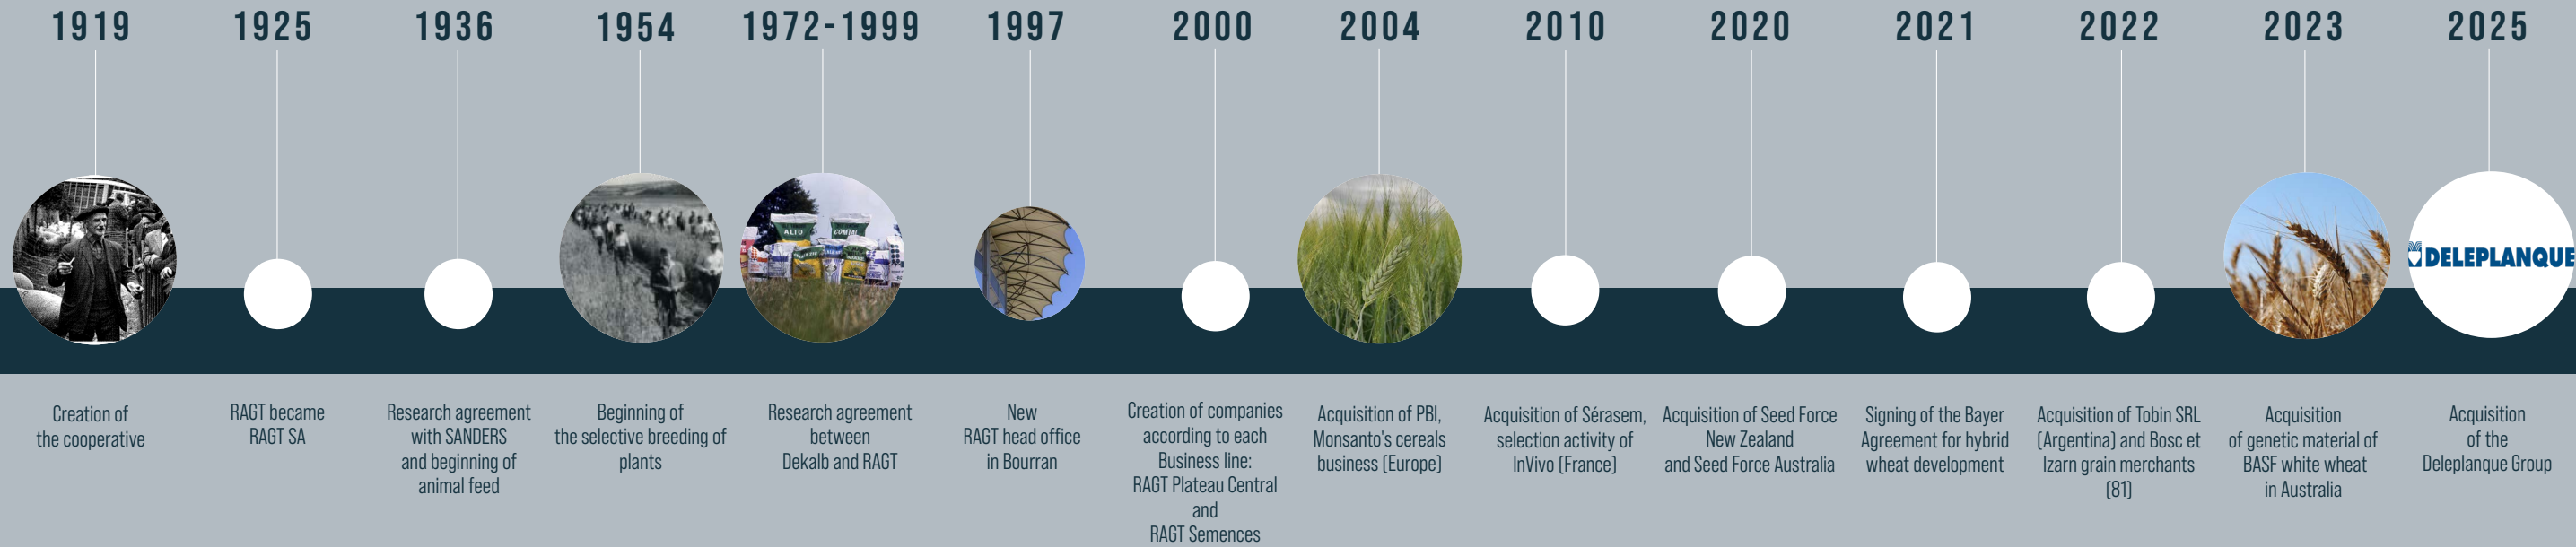 1919
1925
1936
1954
1972-1999
1997
2000
2004
2010
2020
2021
2022
2023
2025
ALTO
COMTAL
DELEPLANQUE
Creation of
the cooperative
RAGT became
RAGT SA
Research agreement
with SANDERS
and beginning of
animal feed
Beginning of
the selective breeding of
plants
Research agreement
between
Dekalb and RAGT
New
RAGT head office
in Bourran
Creation of companies
according to each
Business line:
RAGT Plateau Central
and
RAGT Semences
Acquisition of PBI,
Monsanto's cereals
business (Europe)
Acquisition of Sérasem,
selection activity of
InVivo (France)
Acquisition of Seed Force
New Zealand
and Seed Force Australia
Signing of the Bayer
Agreement for hybrid
wheat development
Acquisition of Tobin SRL
(Argentina) and Bosc et
Izarn grain merchants
(81)
Acquisition
of genetic material of
BASF white wheat
in Australia
Acquisition
of the
Deleplanque Group